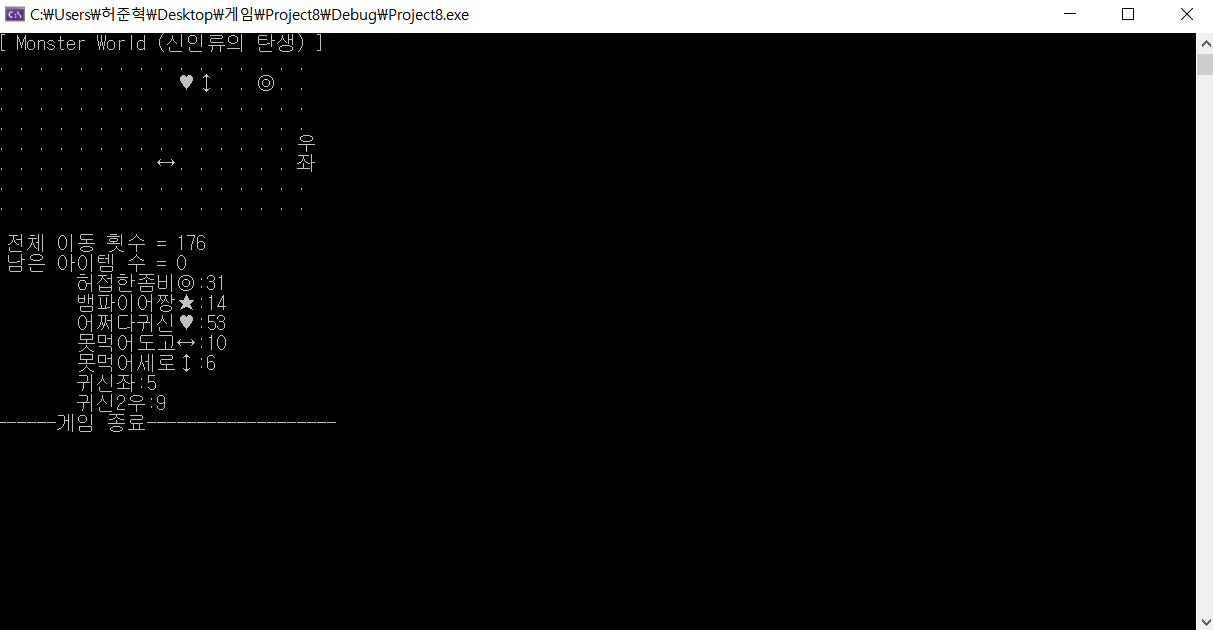 C:\Users\허준혁\Desktop\게임\Project8\Debug\Project8.exe
[ Monster World (신인류의 탄생) ]
. . . . . . . . . . . . . . . .
. . . . . . . . . ♥↕. . ◎. .
. . . . . . . . . . . . . . . .
. . . . . . . . . . . . . . . .
. . . . . . . . . . . . . . . 우
. . . . . . . . ↔. . . . . . 좌
. . . . . . . . . . . . . . . .
. . . . . . . . . . . . . . . .
전체 이동 횟수 = 176
남은 아이템 수 = 0
허접한좀비◎:31
뱀파이어짱★:14
어쩌다귀신♥:53
못먹어도고↔:10
못먹어세로↕:6
귀신좌:5
귀신2우:9
------게임 종료-------------------